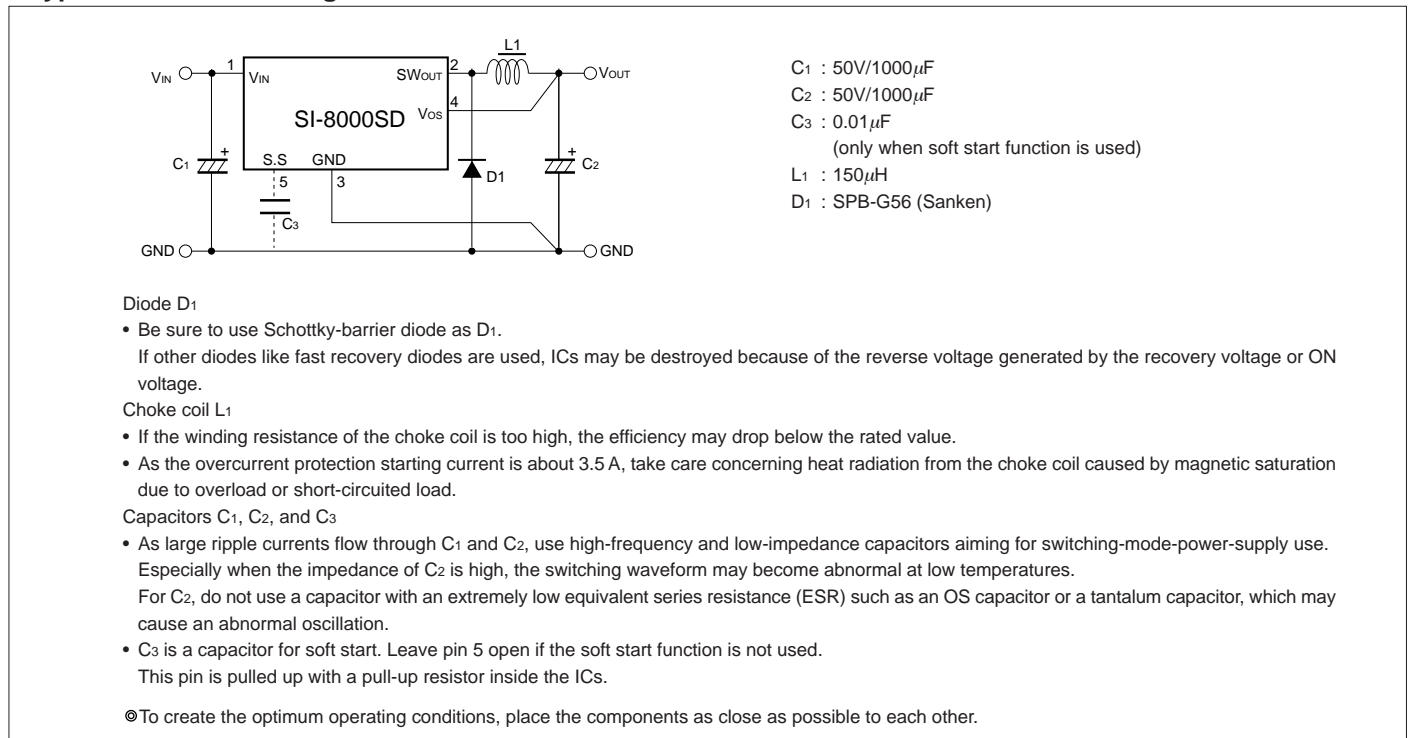 L1
VIN
1
VIN
SWOUT
2
VOUT
4
VOS
SI-8000SD
C1
+
S.S
GND
5
3
C3
D1
+
C2
GND
GND
C1 : 50V/1000µF
C2 : 50V/1000µF
C3 : 0.01µF
(only when soft start function is used)
L1 : 150µH
D1 : SPB-G56 (Sanken)
Diode D1
• Be sure to use Schottky-barrier diode as D1.
If other diodes like fast recovery diodes are used, ICs may be destroyed because of the reverse voltage generated by the recovery voltage or ON
voltage.
Choke coil L1
• If the winding resistance of the choke coil is too high, the efficiency may drop below the rated value.
• As the overcurrent protection starting current is about 3.5 A, take care concerning heat radiation from the choke coil caused by magnetic saturation
due to overload or short-circuited load.
Capacitors C1, C2, and C3
• As large ripple currents flow through C1 and C2, use high-frequency and low-impedance capacitors aiming for switching-mode-power-supply use.
Especially when the impedance of C2 is high, the switching waveform may become abnormal at low temperatures.
For C2, do not use a capacitor with an extremely low equivalent series resistance (ESR) such as an OS capacitor or a tantalum capacitor, which may
cause an abnormal oscillation.
• C3 is a capacitor for soft start. Leave pin 5 open if the soft start function is not used.
This pin is pulled up with a pull-up resistor inside the ICs.
◎To create the optimum operating conditions, place the components as close as possible to each other.